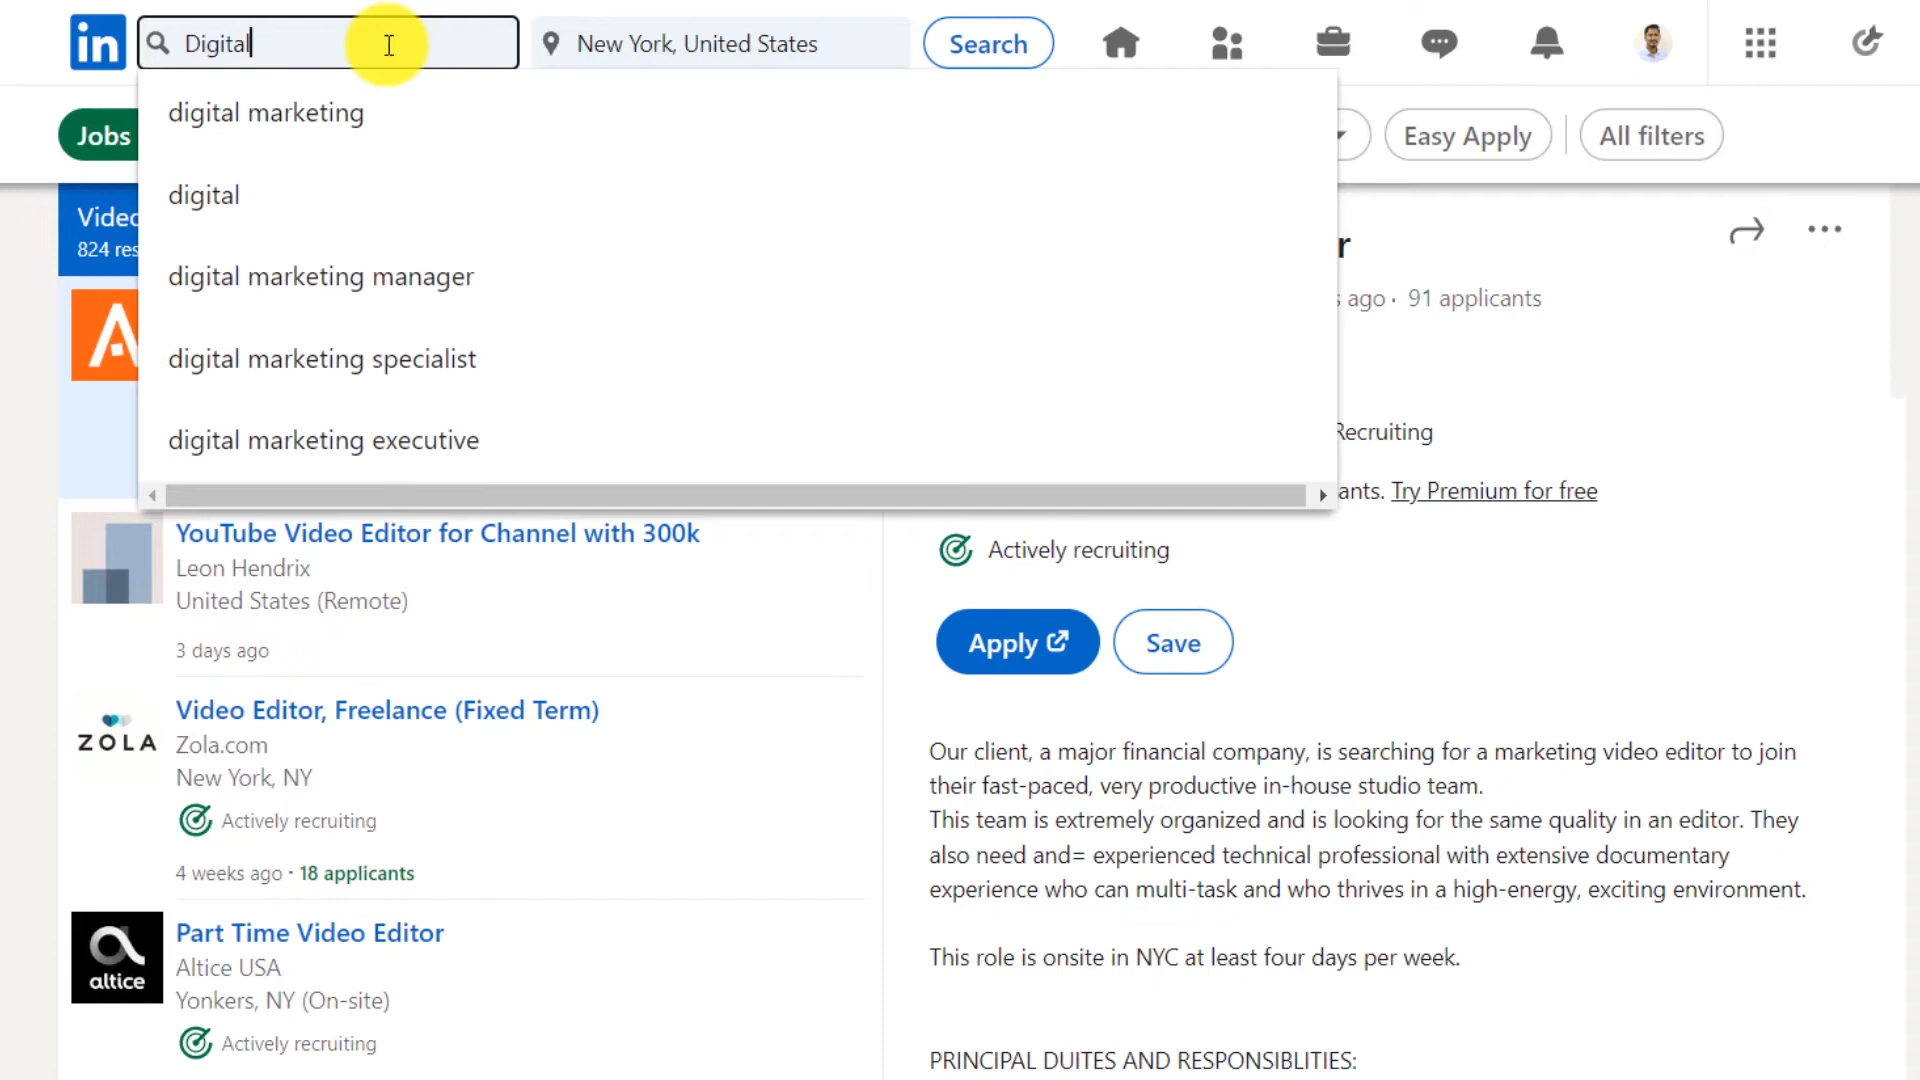 in
Digital
New York, United States
Search
digital marketing
digital
digital marketing manager
digital marketing specialist
digital marketing executive
Jobs
Easy Apply
All filters
824
ago · 91 applicants
Recruiting
Try Premium for free
YouTube Video Editor for Channel with 300k
Leon Hendrix
United States (Remote)
3 days ago
ZOLA
Video Editor, Freelance (Fixed Term)
Zola.com
New York, NY
Actively recruiting
4 weeks ago · 18 applicants
altice
Part Time Video Editor
Altice USA
Yonkers, NY (On-site)
Actively recruiting
Actively recruiting
Apply
Save
Our client, a major financial company, is searching for a marketing video editor to join
their fast-paced, very productive in-house studio team.
This team is extremely organized and is looking for the same quality in an editor. They
also need and= experienced technical professional with extensive documentary
experience who can multi-task and who thrives in a high-energy, exciting environment.
This role is onsite in NYC at least four days per week.
PRINCIPAL DUITES AND RESPONSIBLITIES: